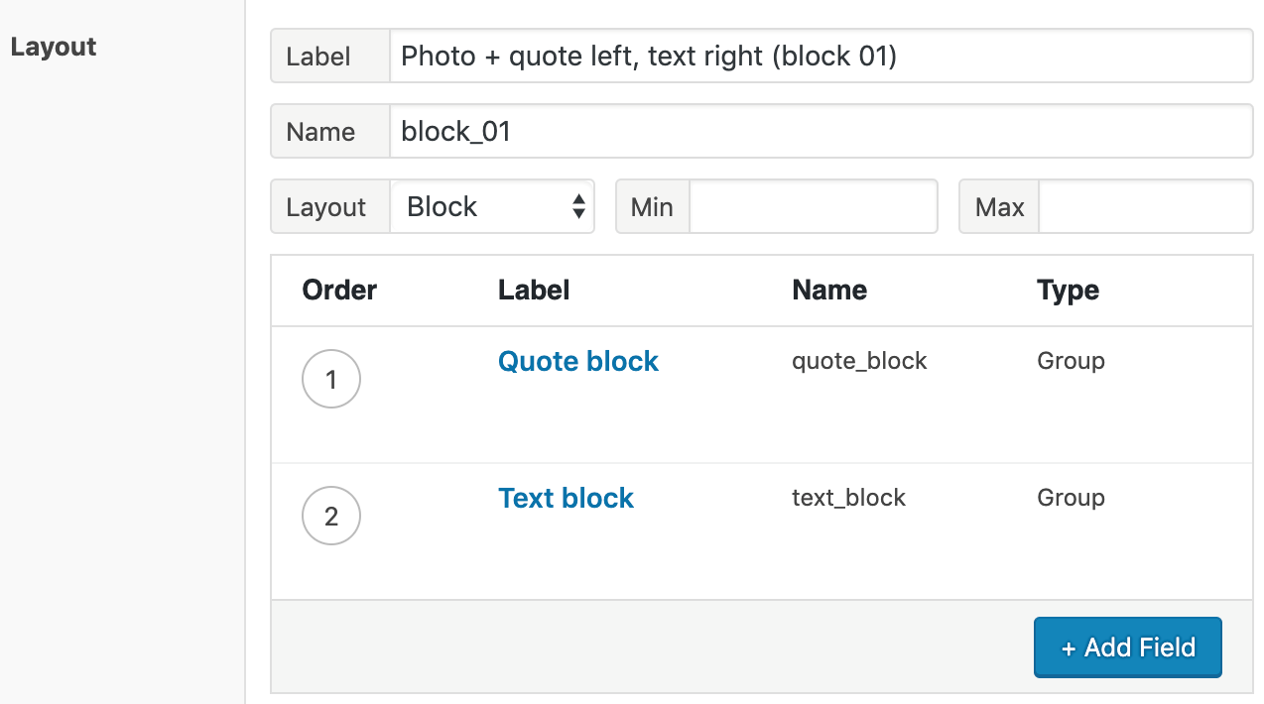 Layout
Label Photo + quote left, text right (block 01)
Name block_01
Layout Block Min Max
Order Label Name Type
1 Quote block quote_block Group
2 Text block text_block Group
+ Add Field